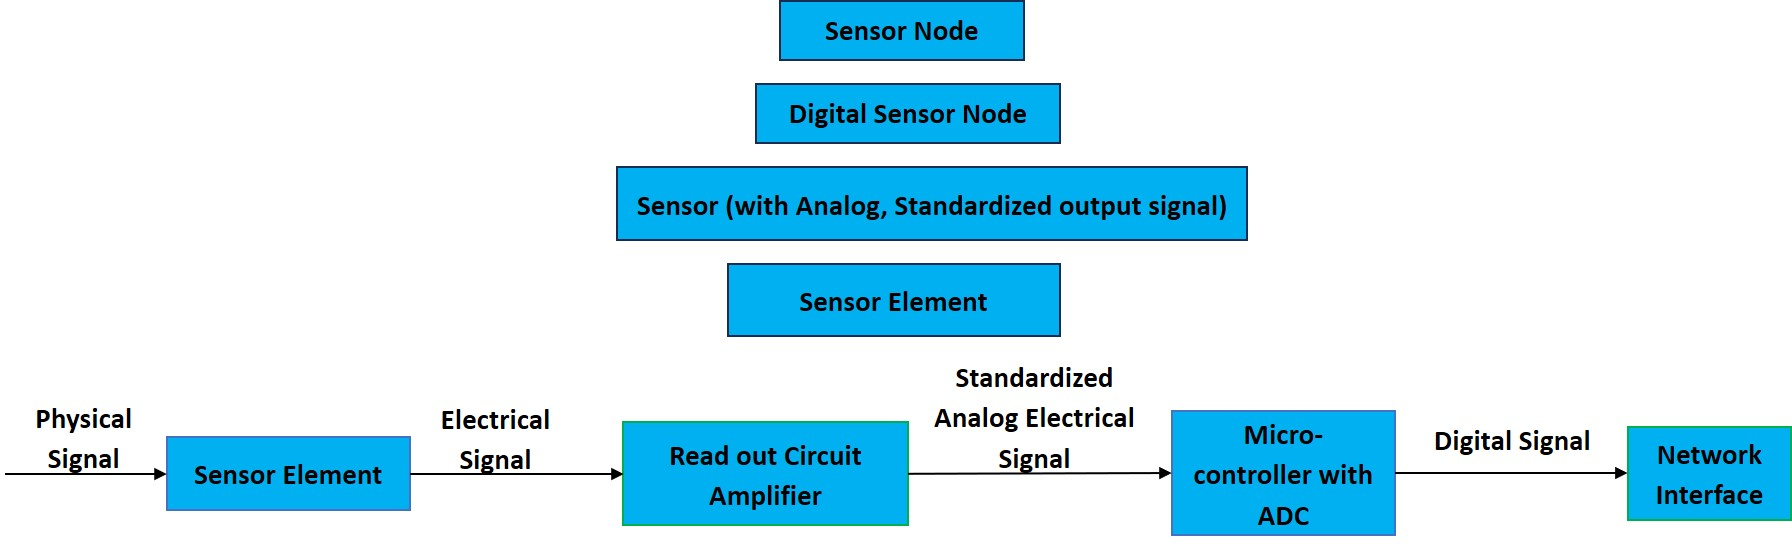 Sensor Node
Digital Sensor Node
Sensor (with Analog, Standardized output signal)
Sensor Element
Physical
Signal
Sensor Element
Electrical
Signal
Read out Circuit
Amplifier
Standardized
Analog Electrical
Signal
Micro-
controller with
ADC
Digital Signal
Network
Interface